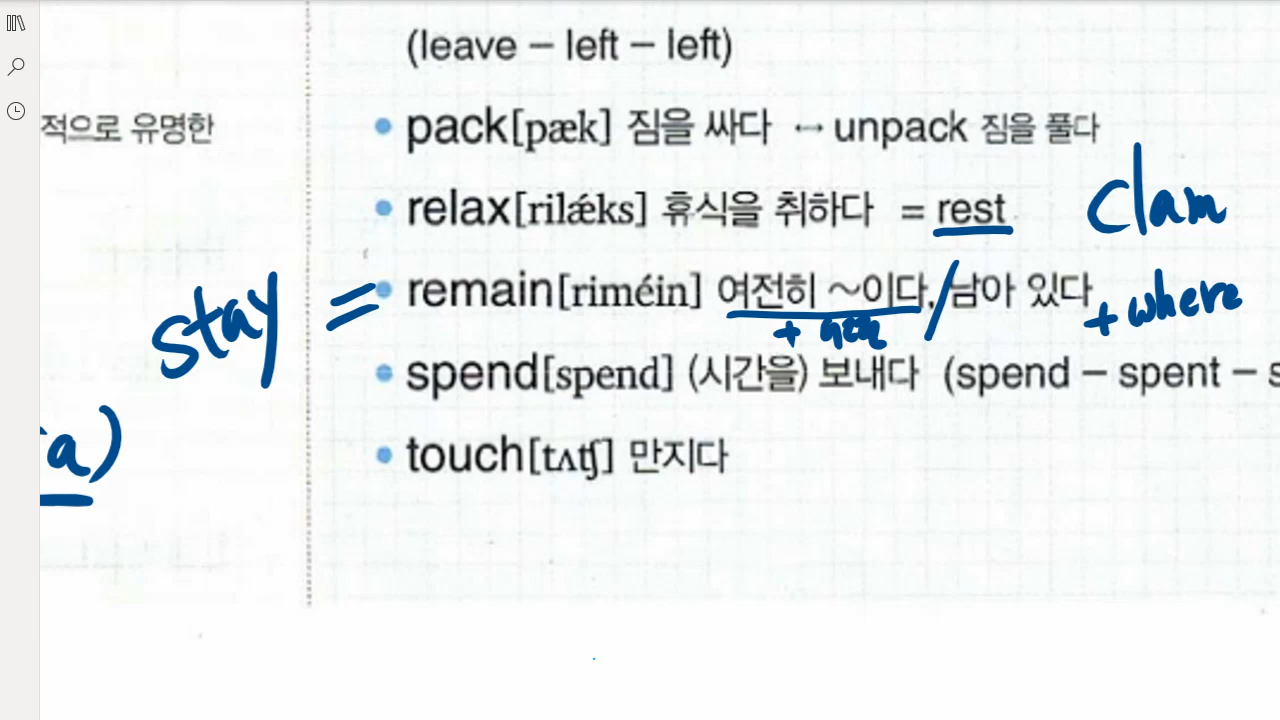 (leave – left – left)
적으로 유명한
pack[pæk] 짐을 싸다 ↔ unpack 짐을 풀다
relax[rilǽks] 휴식을 취하다 = rest
clam
stay =
remain[riméin] 여전히 ~이다, / 남아 있다
+ where
spend[spend] (시간을) 보내다 (spend – spent – s
a)
touch[tʌtʃ] 만지다